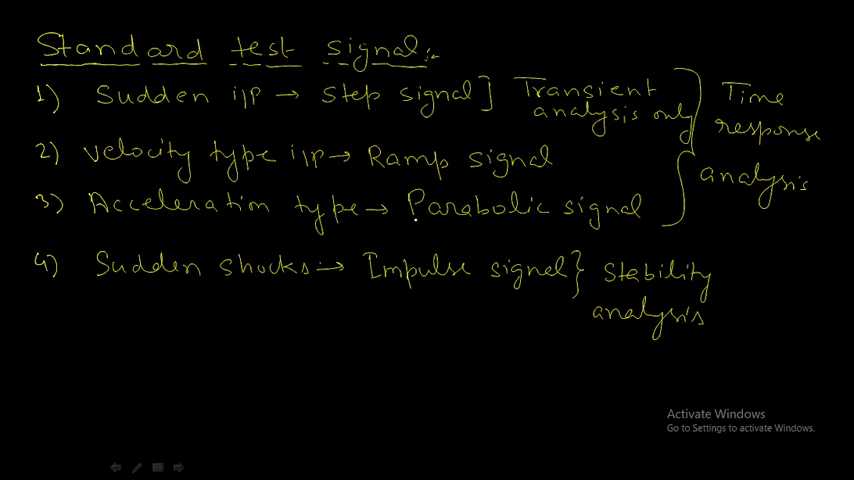 Standard test signal :-
1) Sudden i/p → Step signal ] Transient analysis only
2) Velocity type i/p → Ramp signal
3) Acceleration type → Parabolic signal
} Time response analysis
4) Sudden shocks → Impulse signal } Stability analysis
Activate Windows
Go to Settings to activate Windows.